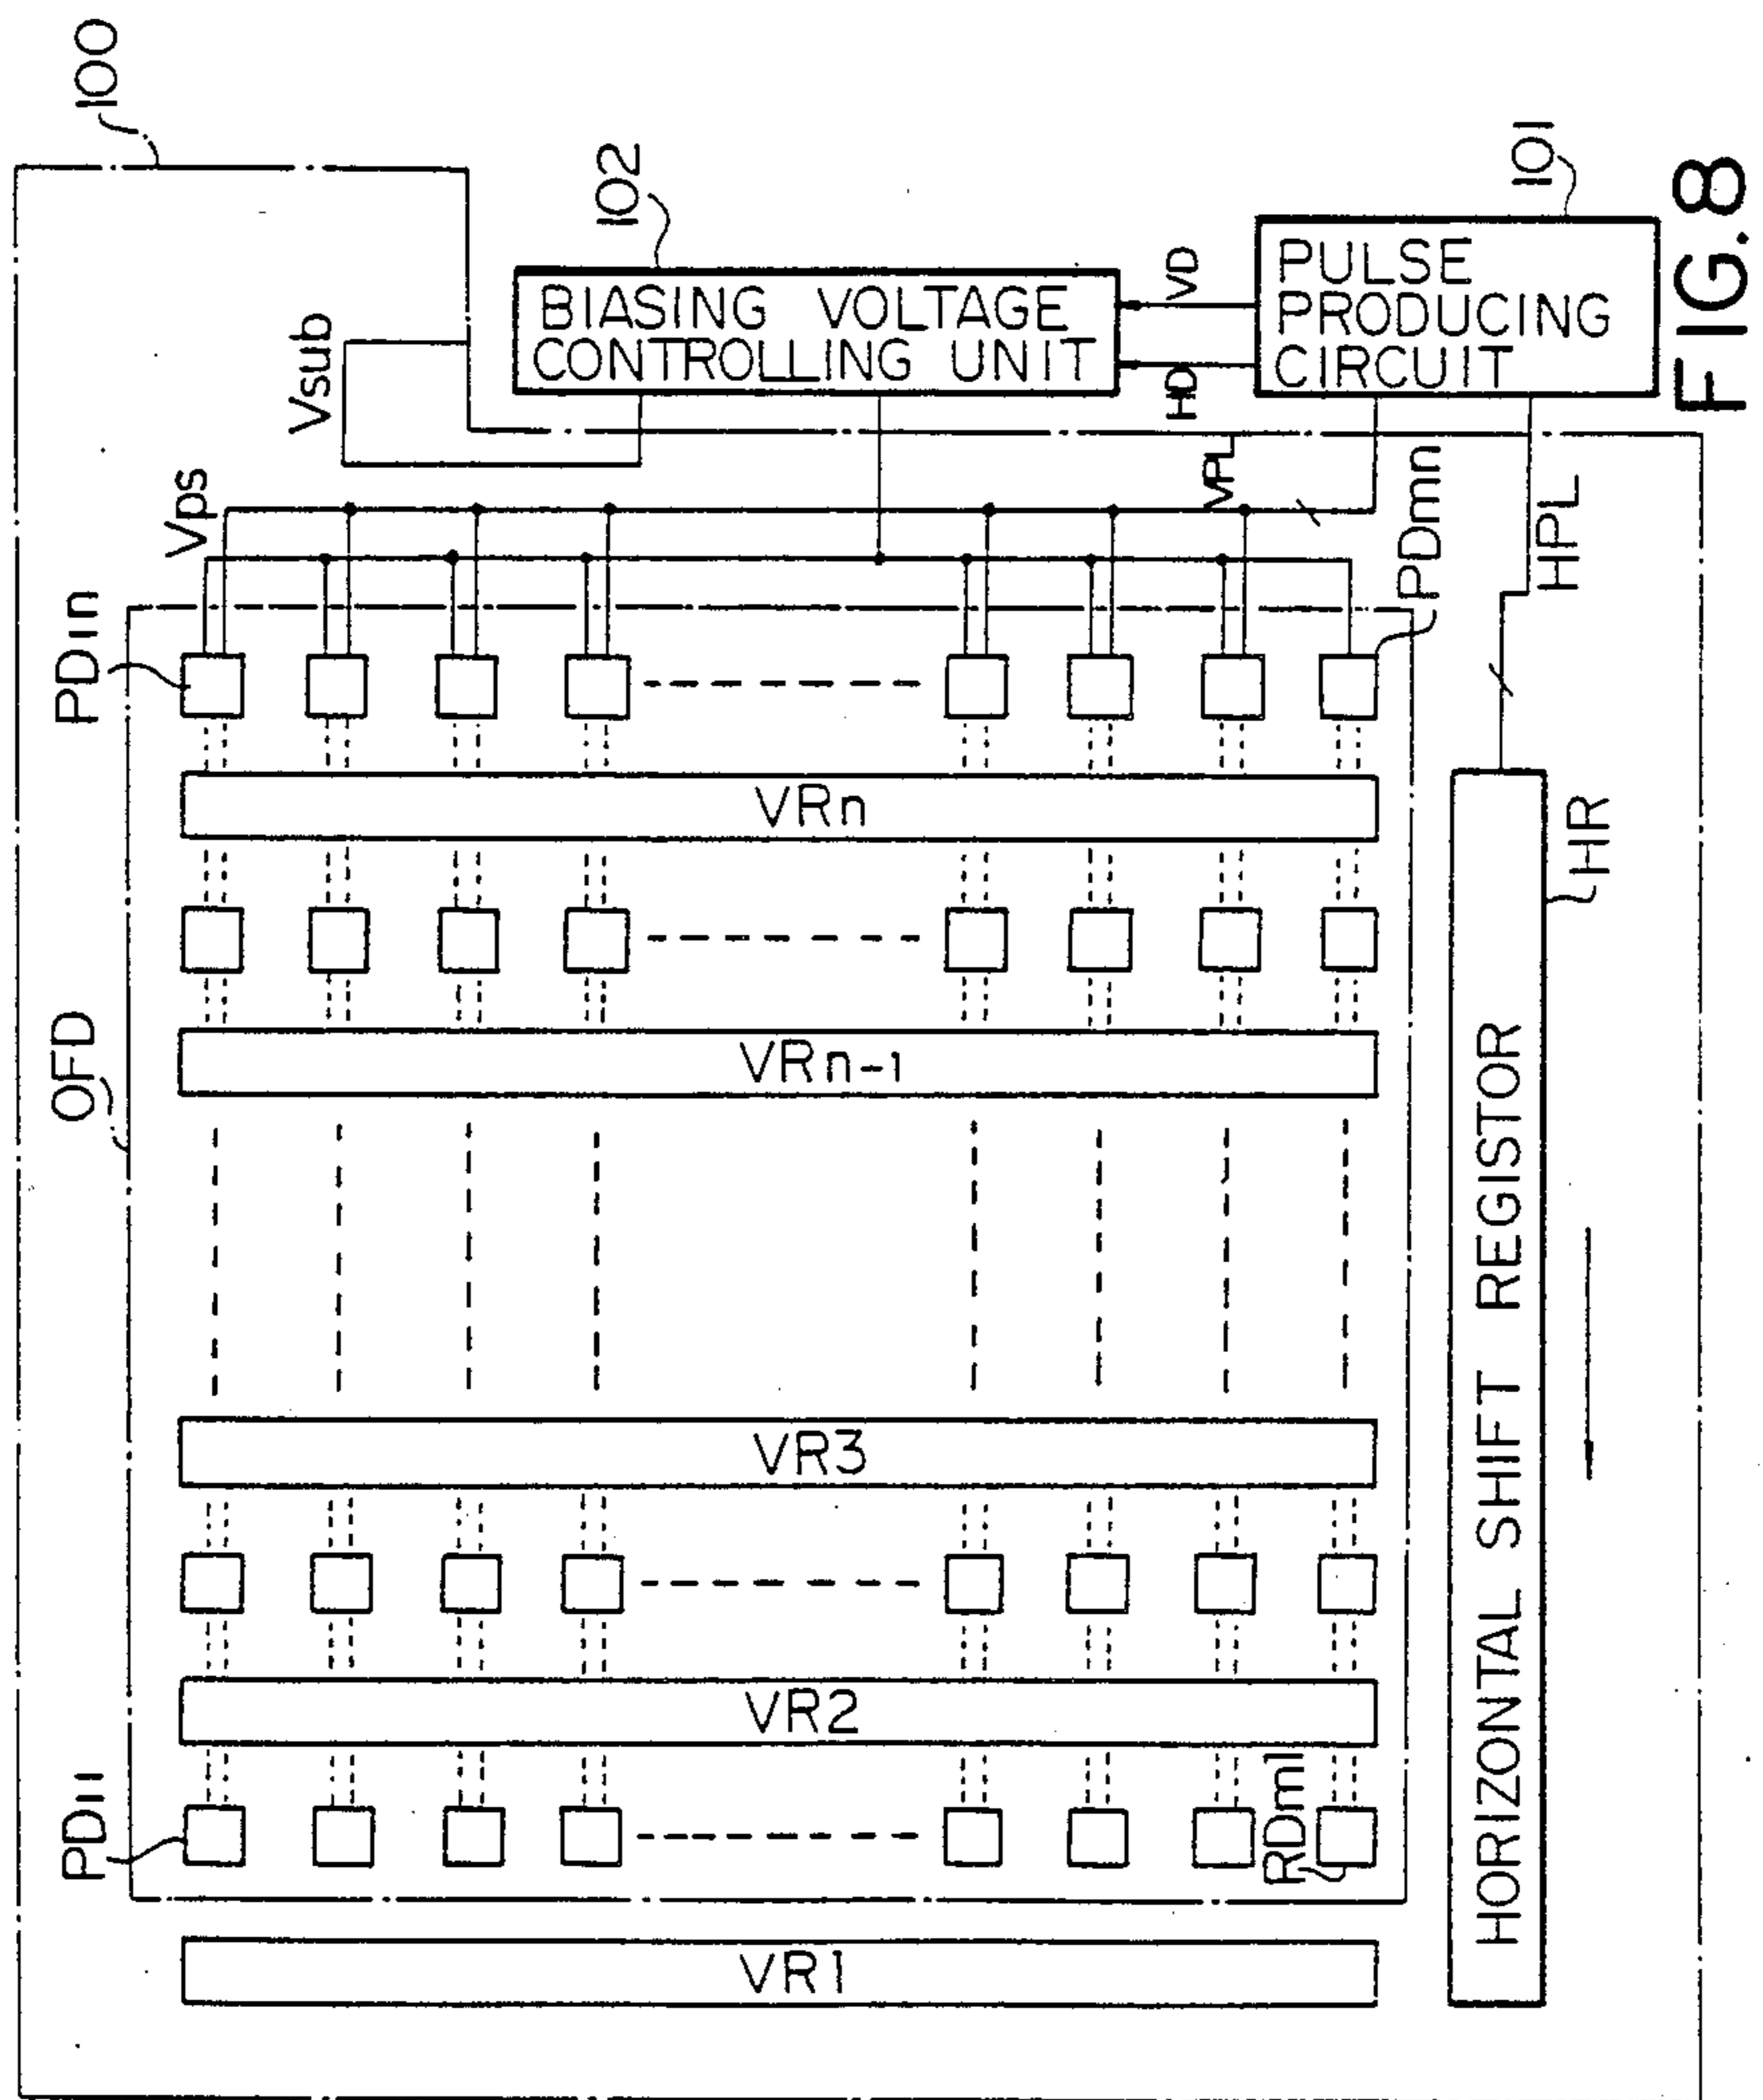 100
Vsub
102
BIASING VOLTAGE
CONTROLLING UNIT
VD
HD
101
PULSE
PRODUCING
CIRCUIT
Vps
VPL
HPL
PD1n
PDmn
OFD
VRn
VRn-1
VR3
VR2
VR1
PD11
RDm1
HR
HORIZONTAL SHIFT REGISTOR
FIG.8